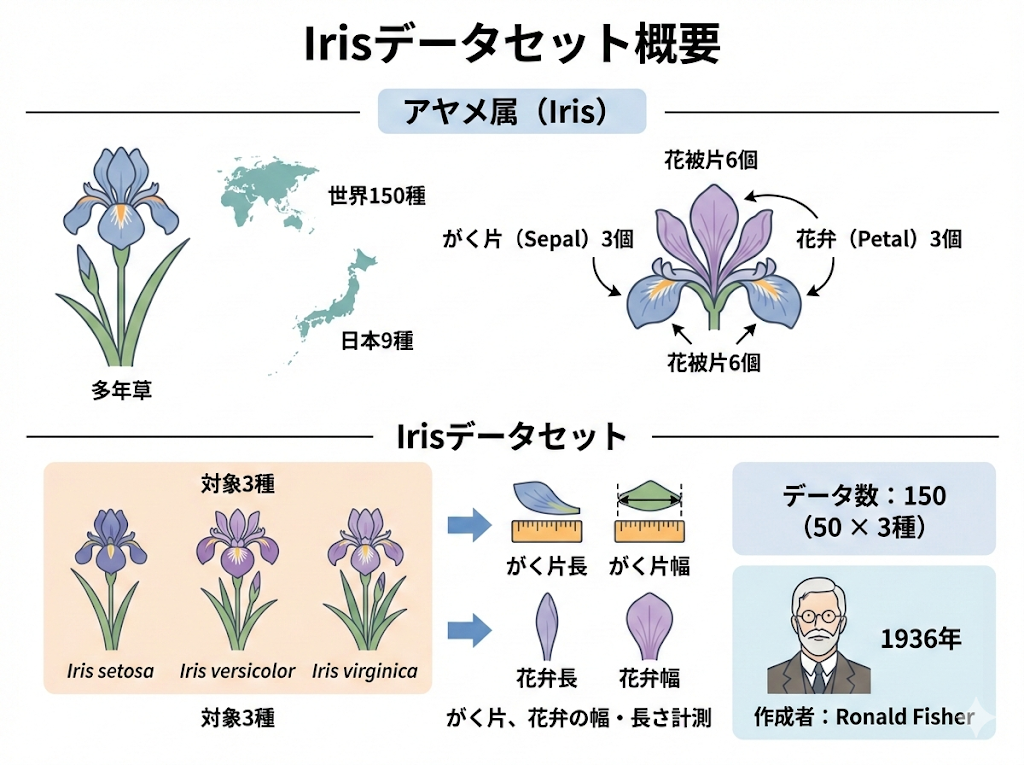 Irisデータセット概要
アヤメ属（Iris）
多年草
世界150種
日本9種
花被片6個
がく片（Sepal）3個
花弁（Petal）3個
花被片6個
Irisデータセット
対象3種
Iris setosa
Iris versicolor
Iris virginica
対象3種
がく片長
がく片幅
花弁長
花弁幅
がく片、花弁の幅・長さ計測
データ数：150
（50 × 3種）
1936年
作成者：Ronald Fisher